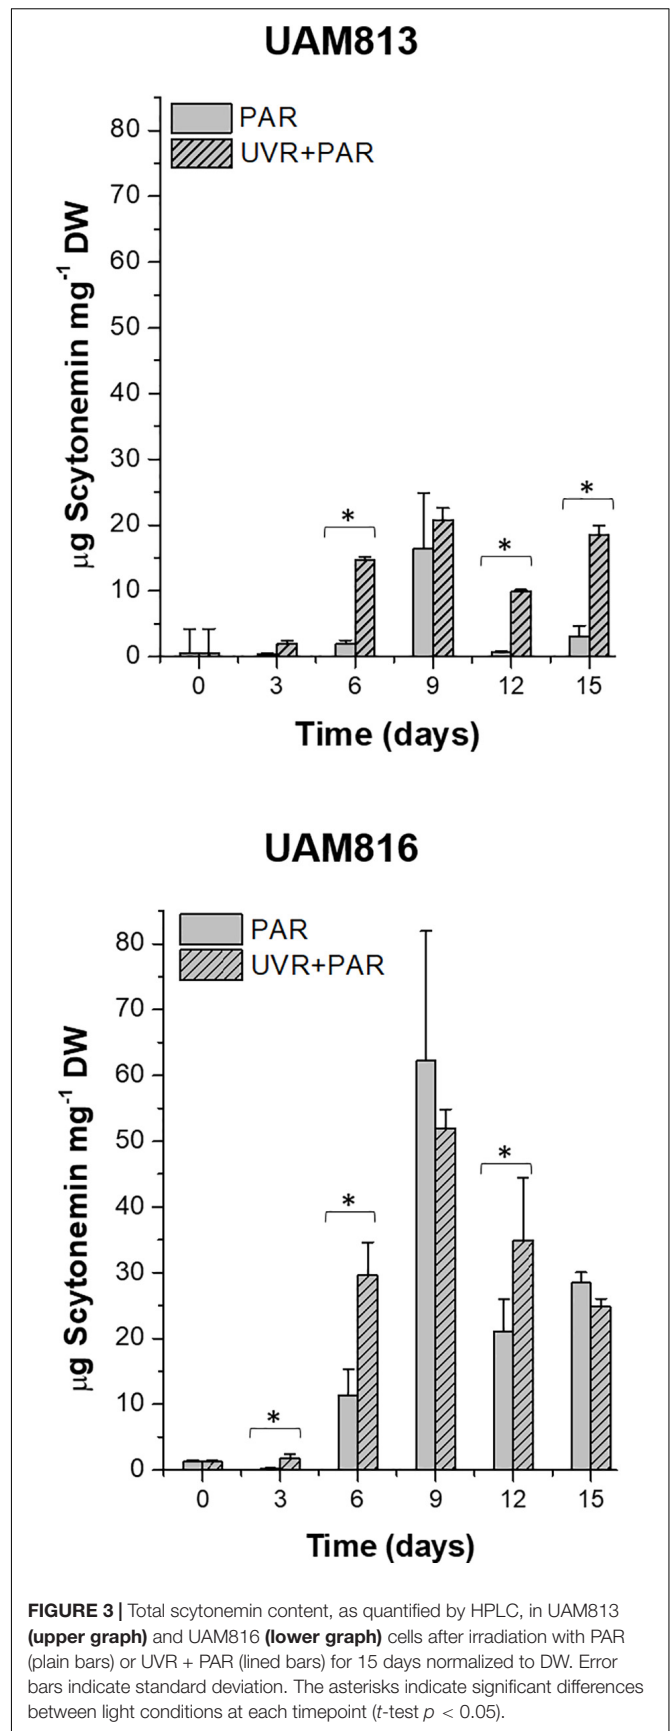 UAM813
PAR
UVR+PAR
80
70
60
50
40
30
20
10
0
µg Scytonemin mg-1 DW
*
*
*
0 3 6 9 12 15
Time (days)
UAM816
PAR
UVR+PAR
80
70
60
50
40
30
20
10
0
µg Scytonemin mg-1 DW
*
*
*
0 3 6 9 12 15
Time (days)
FIGURE 3 | Total scytonemin content, as quantified by HPLC, in UAM813
(upper graph) and UAM816 (lower graph) cells after irradiation with PAR
(plain bars) or UVR + PAR (lined bars) for 15 days normalized to DW. Error
bars indicate standard deviation. The asterisks indicate significant differences
between light conditions at each timepoint (t-test p < 0.05).